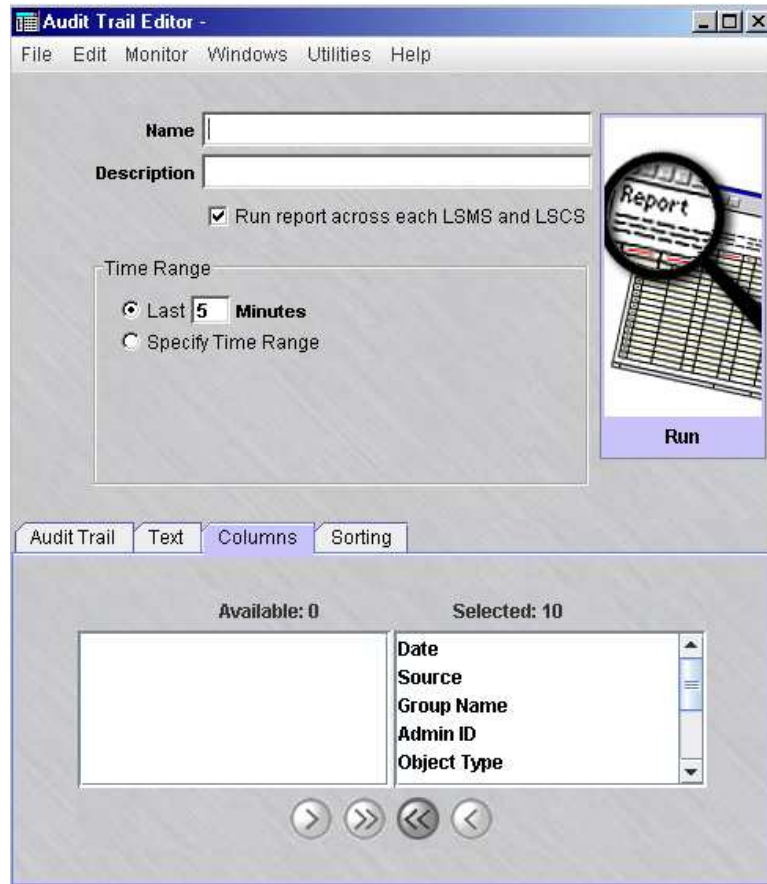 Audit Trail Editor -
File Edit Monitor Windows Utilities Help
Name
Description
Run report across each LSMS and LSCS
Report
Time Range
Last 5 Minutes
Specify Time Range
Run
Audit Trail Text Columns Sorting
Available: 0 Selected: 10
Date
Source
Group Name
Admin ID
Object Type